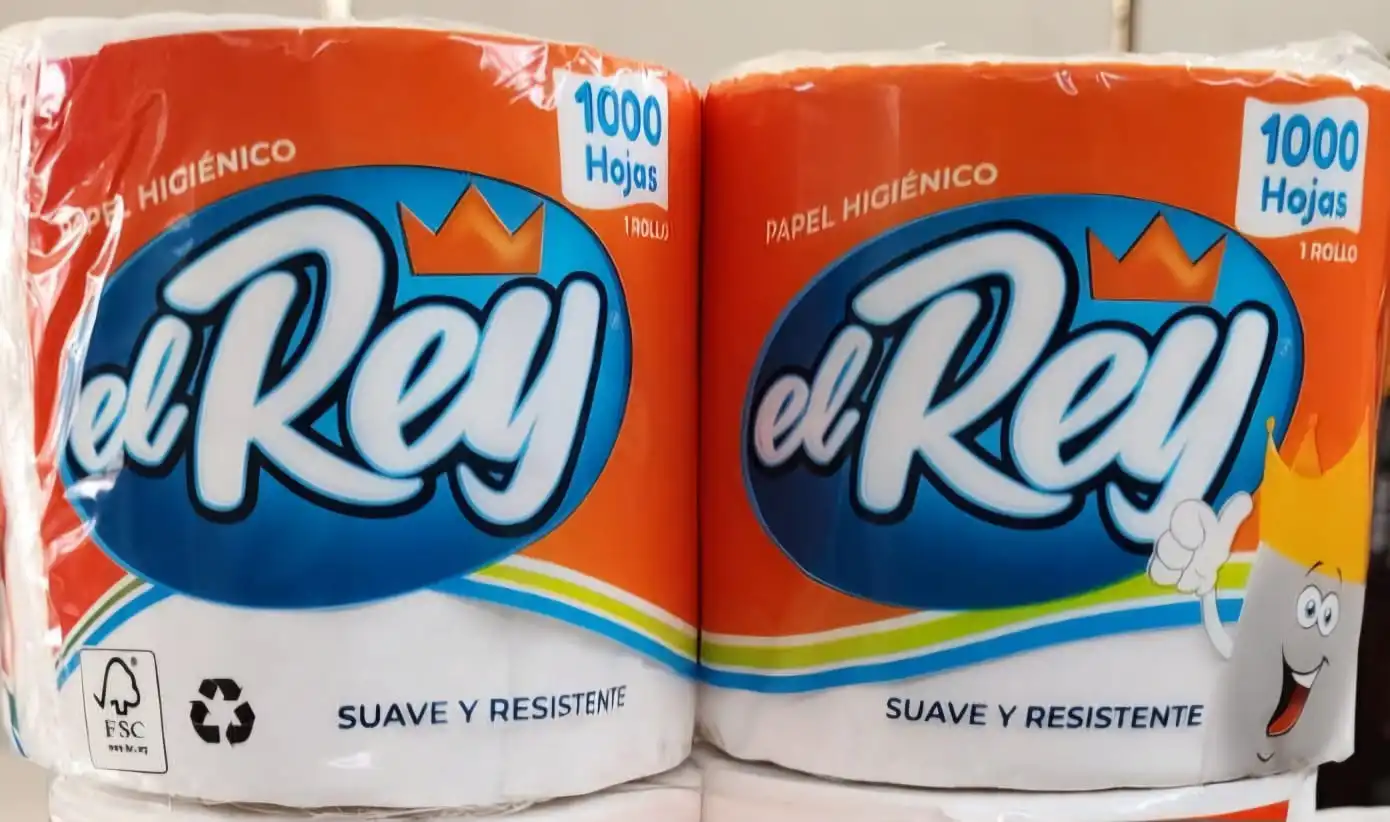 PAPEL HIGIÉNICO
1000
Hojas
1 ROLLO
el Rey
FSC
SUAVE Y RESISTENTE
PAPEL HIGIÉNICO
1000
Hojas
1 ROLLO
el Rey
SUAVE Y RESISTENTE